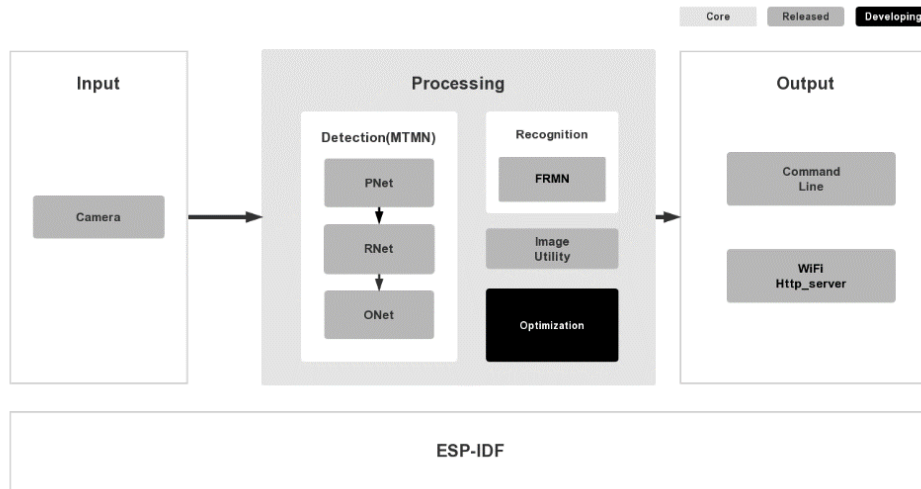 Core Released Developing
Input
Camera
Processing
Detection(MTMN)
PNet
RNet
ONet
Recognition
FRMN
Image
Utility
Optimization
Output
Command
Line
WiFi
Http_server
ESP-IDF